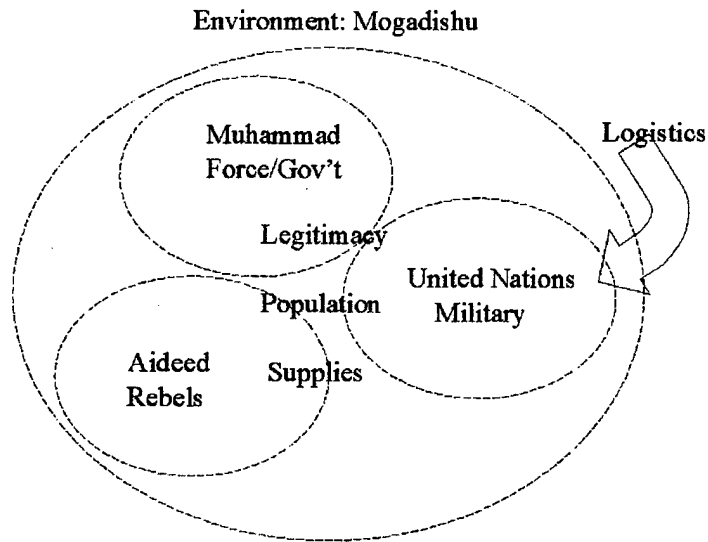 Environment: Mogadishu
Logistics
Muhammad
Force/Gov't
Legitimacy
United Nations
Military
Population
Aideed
Rebels
Supplies